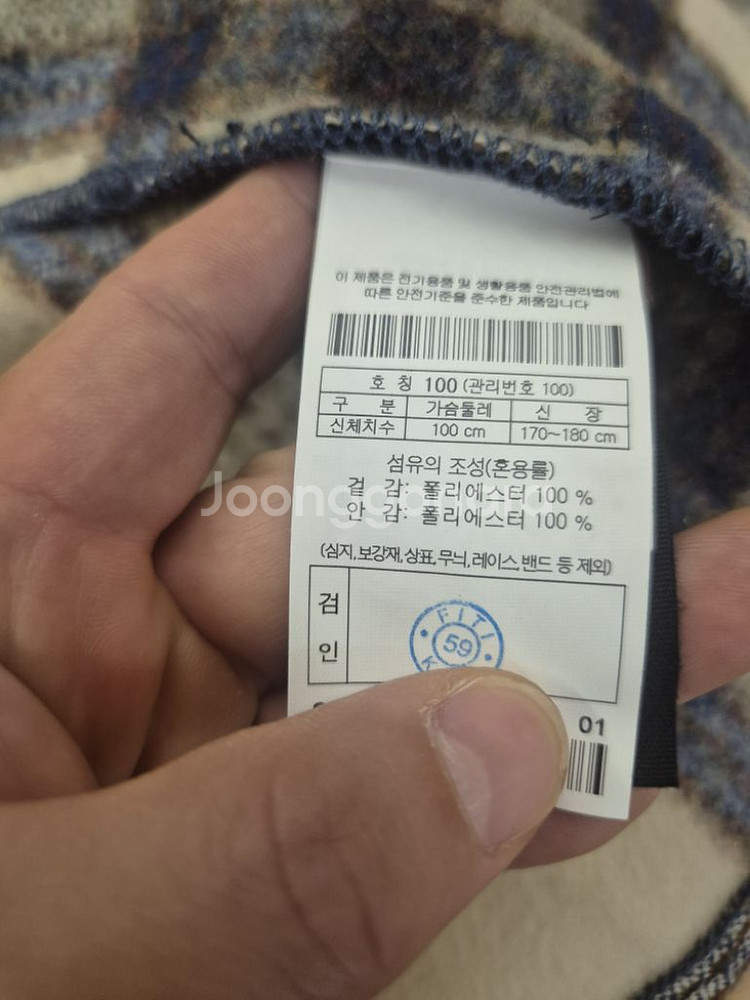 이 제품은 전기용품 및 생활용품 안전관리법에
따른 안전기준을 준수한 제품입니다
호 칭 100 (관리번호 100)
구 분 가슴둘레 신 장
신체치수 100 cm 170~180 cm
섬유의 조성(혼용률)
겉 감: 폴리에스터 100 %
안 감: 폴리에스터 100 %
(심지,보강재,상표,무늬,레이스,밴드 등 제외)
검
인
FITI
59
K
01